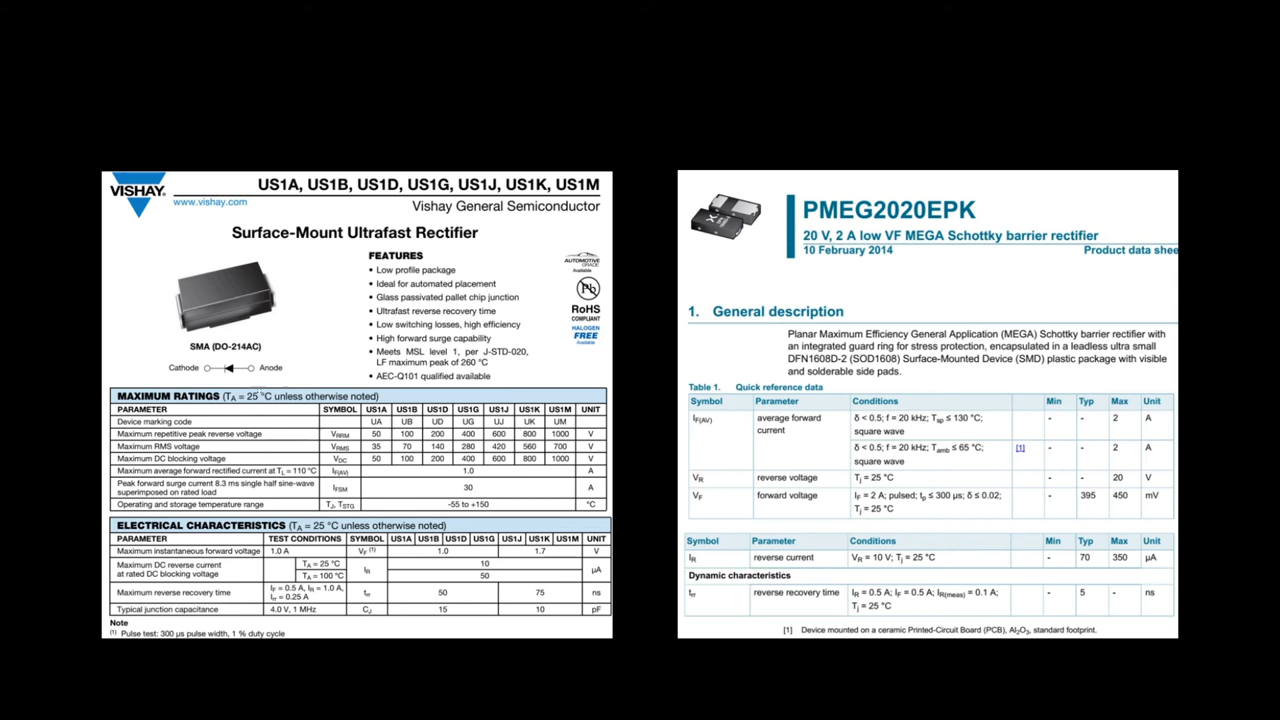 VISHAY.
www.vishay.com
US1A, US1B, US1D, US1G, US1J, US1K, US1M
Vishay General Semiconductor
Surface-Mount Ultrafast Rectifier
SMA (DO-214AC)
Cathode Anode
FEATURES
• Low profile package
• Ideal for automated placement
• Glass passivated pallet chip junction
• Ultrafast reverse recovery time
• Low switching losses, high efficiency
• High forward surge capability
• Meets MSL level 1, per J-STD-020,
LF maximum peak of 260 °C
• AEC-Q101 qualified available
AUTOMOTIVE
GRADE
Available
Pb
RoHS
COMPLIANT
HALOGEN
FREE
Available
MAXIMUM RATINGS (TA = 25 °C unless otherwise noted)
PARAMETER SYMBOL US1A US1B US1D US1G US1J US1K US1M UNIT
Device marking code UA UB UD UG UJ UK UM
Maximum repetitive peak reverse voltage VRRM 50 100 200 400 600 800 1000 V
Maximum RMS voltage VRMS 35 70 140 280 420 560 700 V
Maximum DC blocking voltage VDC 50 100 200 400 600 800 1000 V
Maximum average forward rectified current at TL = 110 °C IF(AV) 1.0 A
Peak forward surge current 8.3 ms single half sine-wave
superimposed on rated load IFSM 30 A
Operating and storage temperature range TJ, TSTG -55 to +150 °C
ELECTRICAL CHARACTERISTICS (TA = 25 °C unless otherwise noted)
PARAMETER TEST CONDITIONS SYMBOL US1A US1B US1D US1G US1J US1K US1M UNIT
Maximum instantaneous forward voltage 1.0 A VF (1) 1.0 1.7 V
Maximum DC reverse current
at rated DC blocking voltage TA = 25 °C IR 10 µA
TA = 100 °C 50
Maximum reverse recovery time IF = 0.5 A, IR = 1.0 A,
Irr = 0.25 A trr 50 75 ns
Typical junction capacitance 4.0 V, 1 MHz CJ 15 10 pF
Note
(1) Pulse test: 300 µs pulse width, 1 % duty cycle
PMEG2020EPK
20 V, 2 A low VF MEGA Schottky barrier rectifier
10 February 2014 Product data shee
1. General description
Planar Maximum Efficiency General Application (MEGA) Schottky barrier rectifier with
an integrated guard ring for stress protection, encapsulated in a leadless ultra small
DFN1608D-2 (SOD1608) Surface-Mounted Device (SMD) plastic package with visible
and solderable side pads.
Table 1. Quick reference data
Symbol Parameter Conditions Min Typ Max Unit
IF(AV) average forward
current δ < 0.5; f = 20 kHz; Tsp ≤ 130 °C;
square wave - - 2 A
δ < 0.5; f = 20 kHz; Tamb ≤ 65 °C;
square wave [1] - - 2 A
VR reverse voltage Tj = 25 °C - - 20 V
VF forward voltage IF = 2 A; pulsed; tp ≤ 300 µs; δ ≤ 0.02;
Tj = 25 °C - 395 450 mV
Symbol Parameter Conditions Min Typ Max Unit
IR reverse current VR = 10 V; Tj = 25 °C - 70 350 µA
Dynamic characteristics
trr reverse recovery time IR = 0.5 A; IF = 0.5 A; IR(meas) = 0.1 A;
Tj = 25 °C - 5 - ns
[1] Device mounted on a ceramic Printed-Circuit Board (PCB), Al2O3, standard footprint.